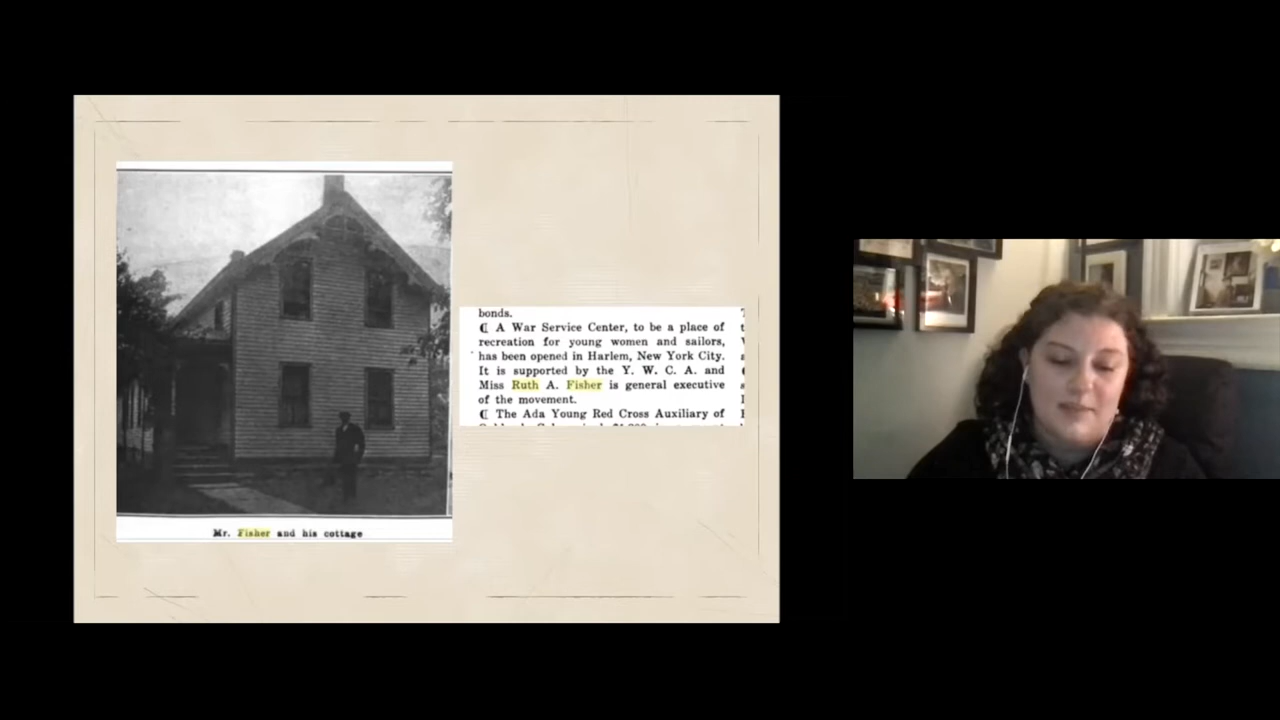 Mr. Fisher and his cottage
bonds.
⁋ A War Service Center, to be a place of
recreation for young women and sailors,
has been opened in Harlem, New York City.
It is supported by the Y. W. C. A. and
Miss Ruth A. Fisher is general executive
of the movement.
⁋ The Ada Young Red Cross Auxiliary of